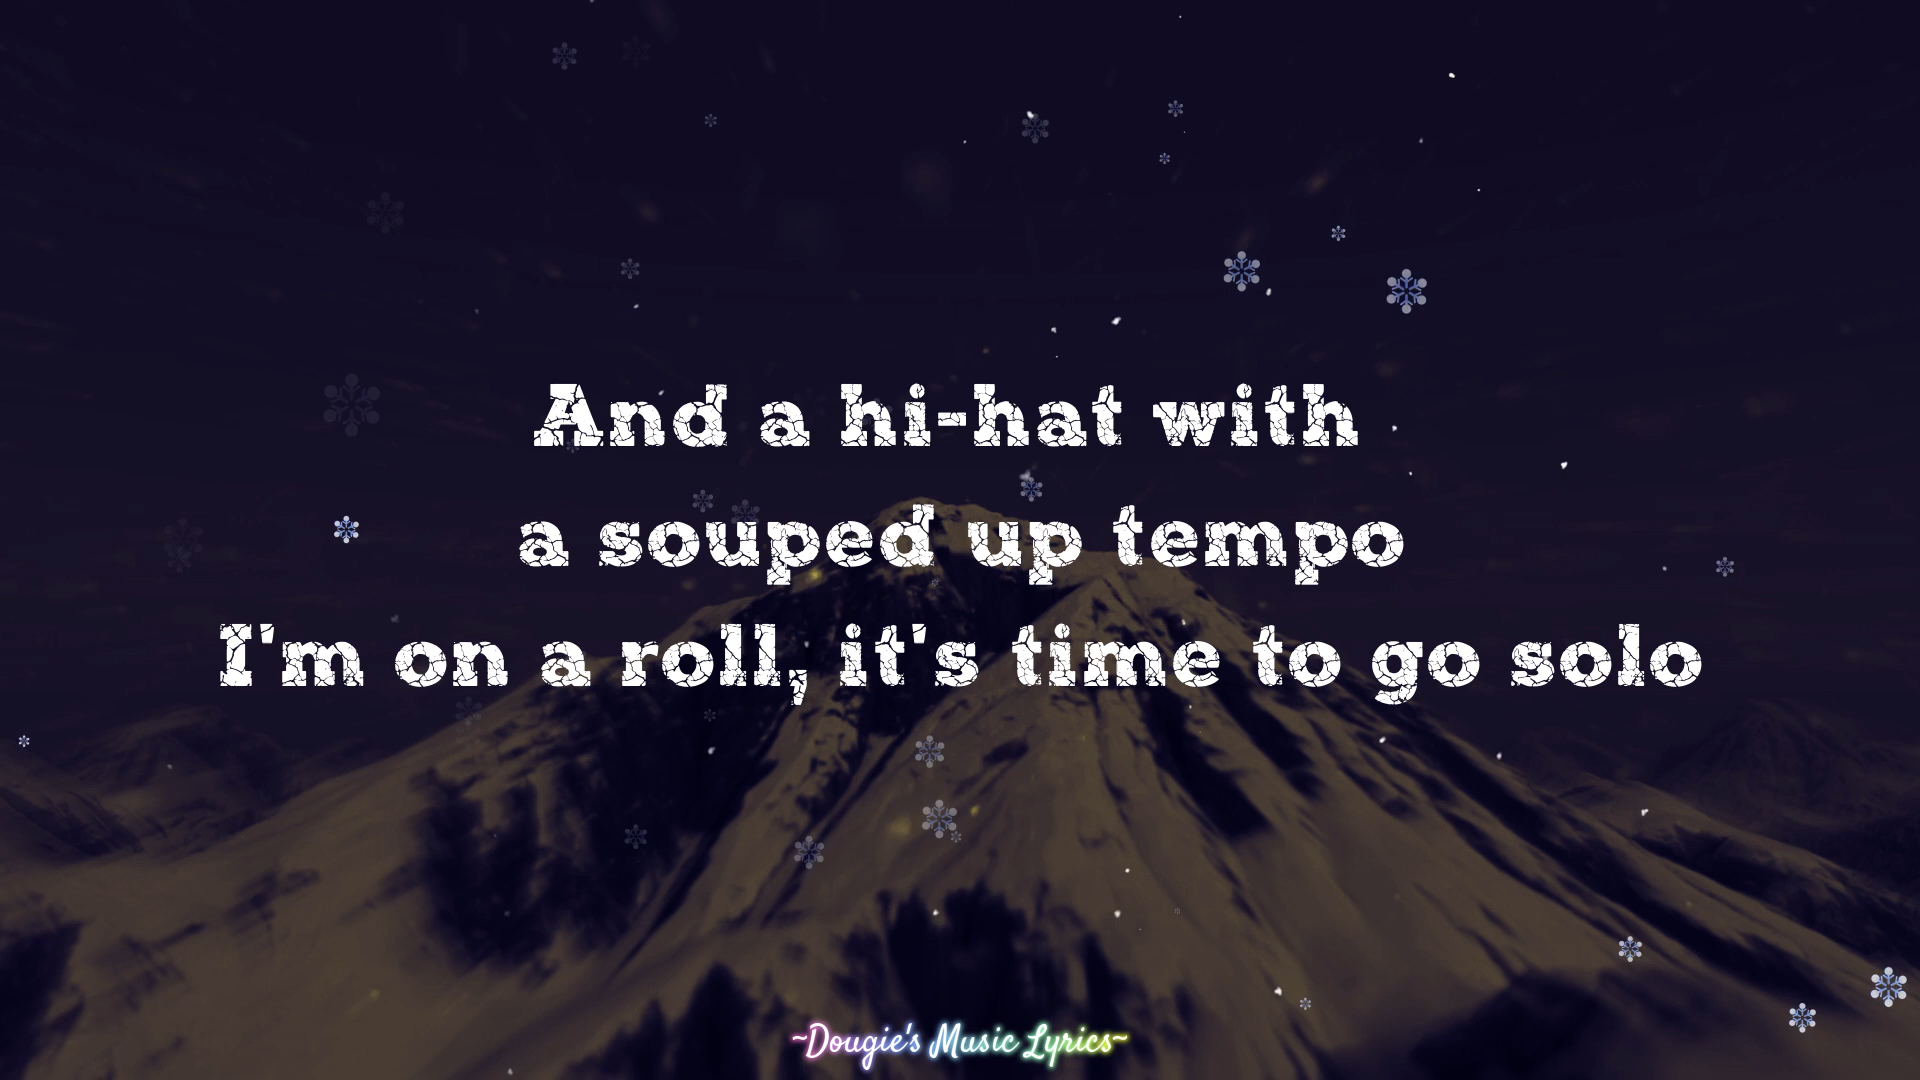 And a hi-hat with
a souped up tempo
I'm on a roll, it's time to go solo
~Dougie's Music Lyrics~